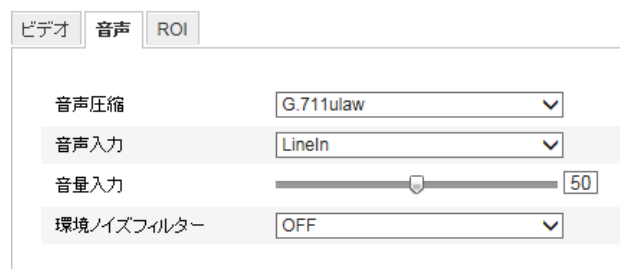 ビデオ 音声 ROI
音声圧縮 G.711ulaw
音声入力 LineIn
音量入力 50
環境ノイズフィルター OFF